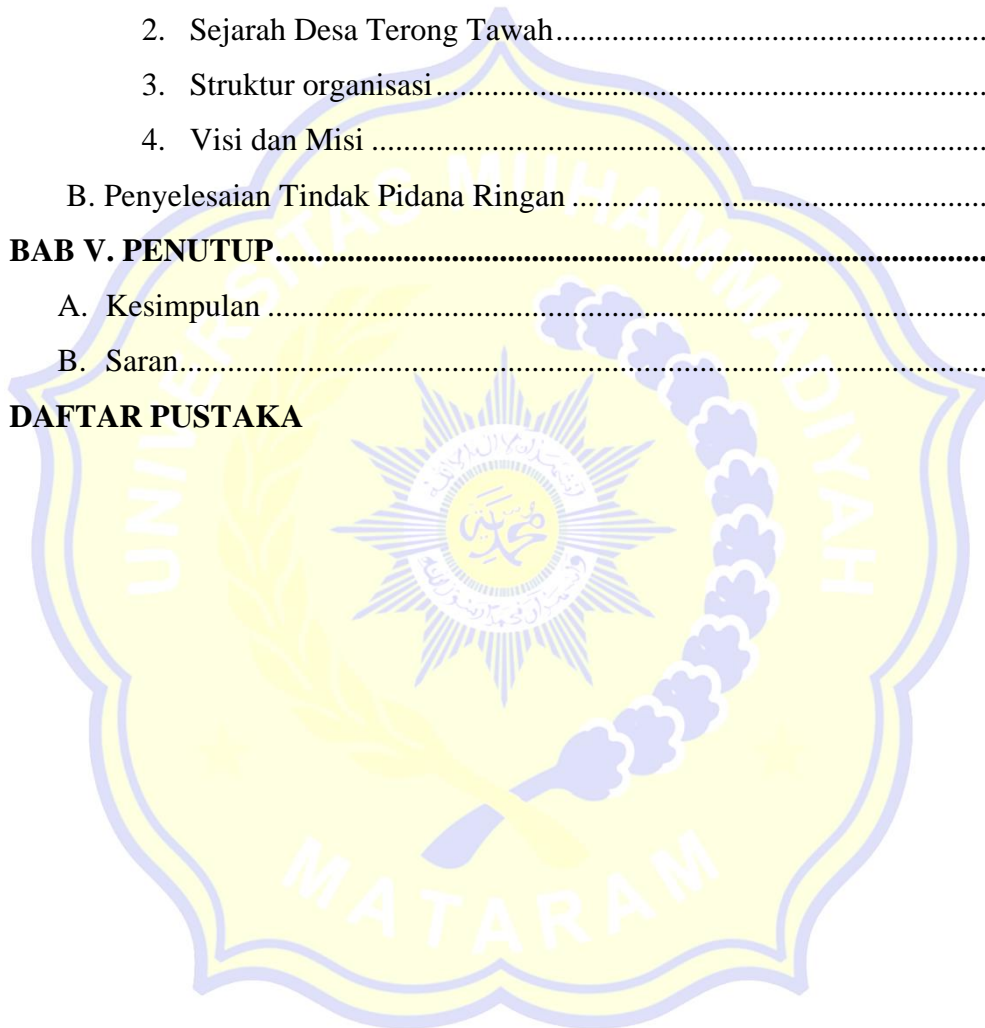 2. Sejarah Desa Terong Tawah........................................................
3. Struktur organisasi........................................................................
4. Visi dan Misi................................................................................
B. Penyelesaian Tindak Pidana Ringan....................................................
BAB V. PENUTUP.........................................................................................
A. Kesimpulan..........................................................................................
B. Saran.....................................................................................................
DAFTAR PUSTAKA
UNIVERSITAS MUHAMMADIYAH
MATARAM